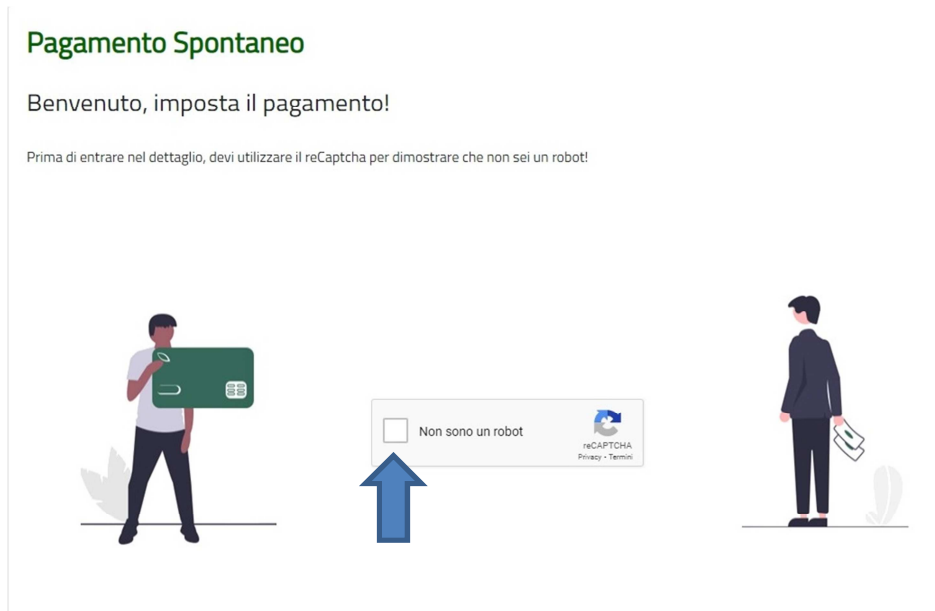 Pagamento Spontaneo
Benvenuto, imposta il pagamento!
Prima di entrare nel dettaglio, devi utilizzare il reCaptcha per dimostrare che non sei un robot!
Non sono un robot
reCAPTCHA
Privacy - Termini